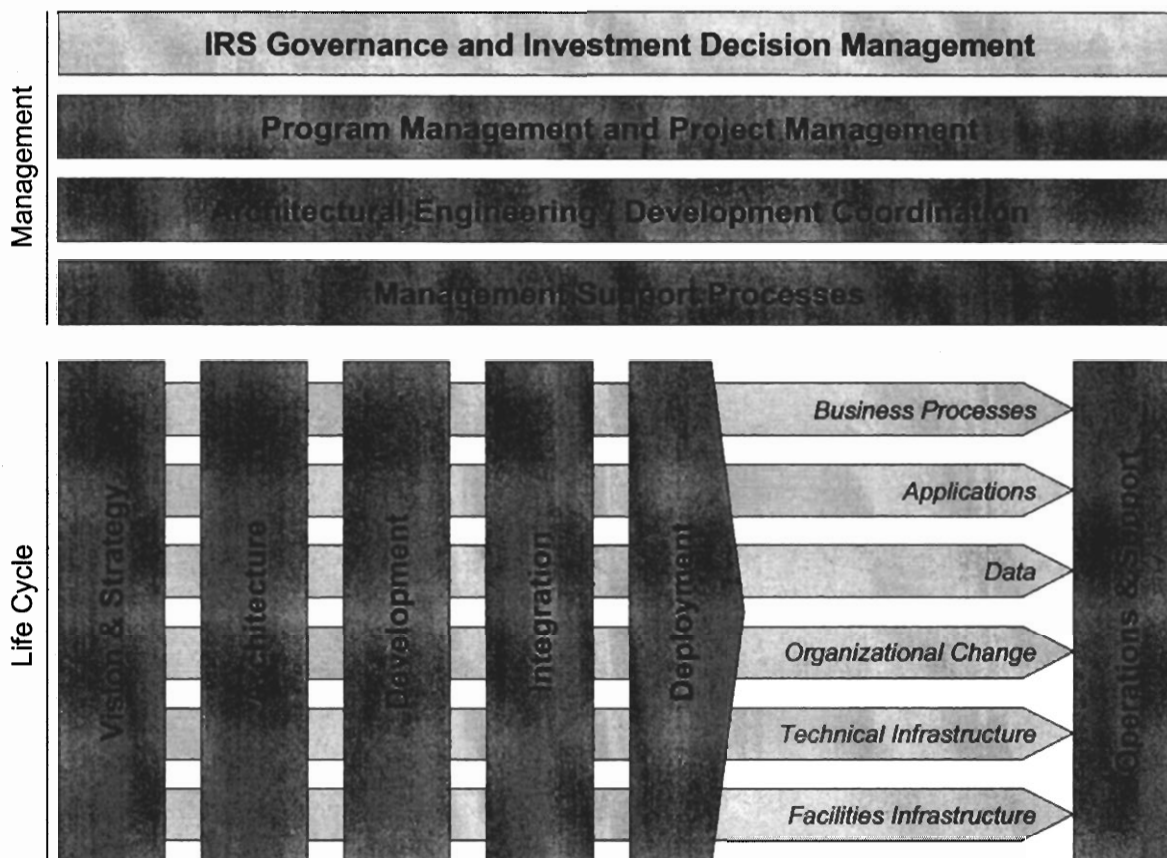 Management
IRS Governance and Investment Decision Management
Program Management and Project Management
Architectural Engineering / Development Coordination
Management Support Processes
Life Cycle
Vision & Strategy
Architecture
Development
Integration
Deployment
Business Processes
Applications
Data
Organizational Change
Technical Infrastructure
Facilities Infrastructure
Operations & Support